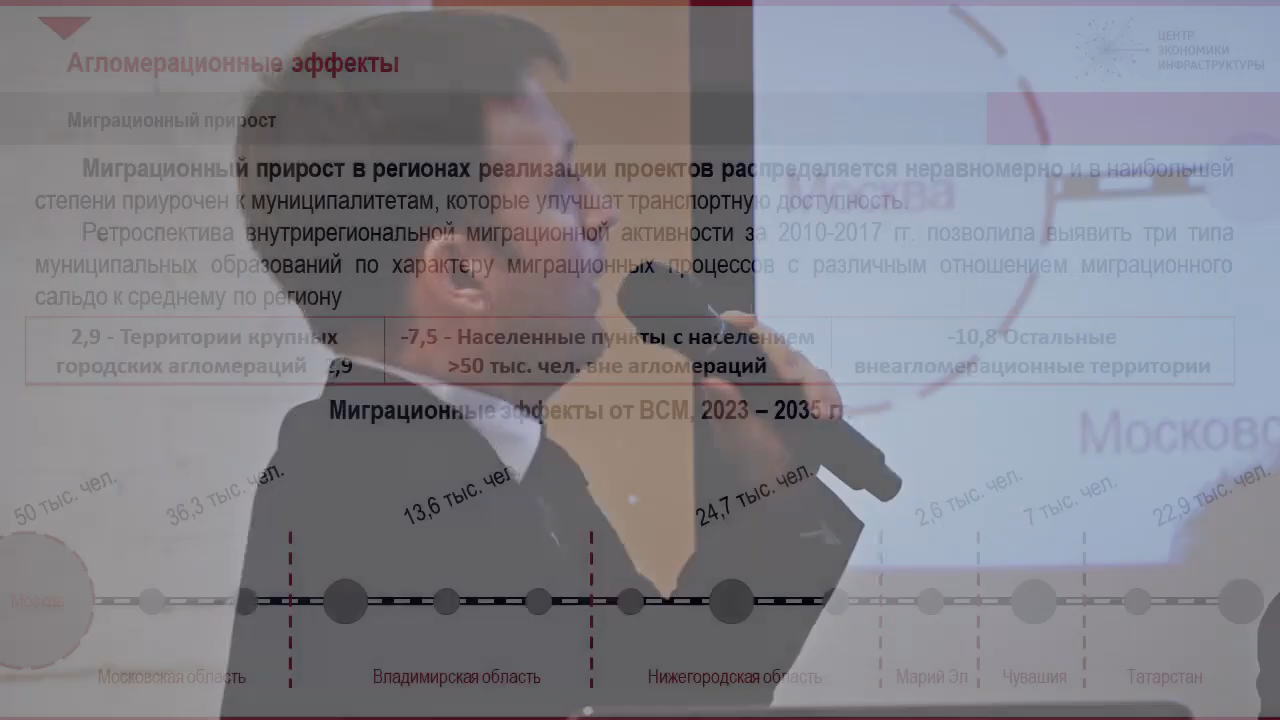 ЦЕНТР
ЭКОНОМИКИ
ИНФРАСТРУКТУРЫ
Агломерационные эффекты
Миграционный прирост
Миграционный прирост в регионах реализации проектов распределяется неравномерно и в наибольшей
степени приурочен к муниципалитетам, которые улучшат транспортную доступность.
Москва
Ретроспектива внутрирегиональной миграционной активности за 2010-2017 гг. позволила выявить три типа
муниципальных образований по характеру миграционных процессов с различным отношением миграционного
сальдо к среднему по региону
2,9 - Территории крупных
городских агломераций 2,9
-7,5 - Населенные пункты с населением
>50 тыс. чел. вне агломераций
-10,8 Остальные
внеагломерационные территории
Миграционные эффекты от ВСМ, 2023 – 2035 гг.
Московс
50 тыс. чел.
36,3 тыс. чел.
13,6 тыс. чел.
24,7 тыс. чел.
2,6 тыс. чел.
7 тыс. чел.
22,9 тыс. чел.
Москва
Московская область
Владимирская область
Нижегородская область
Марий Эл
Чувашия
Татарстан